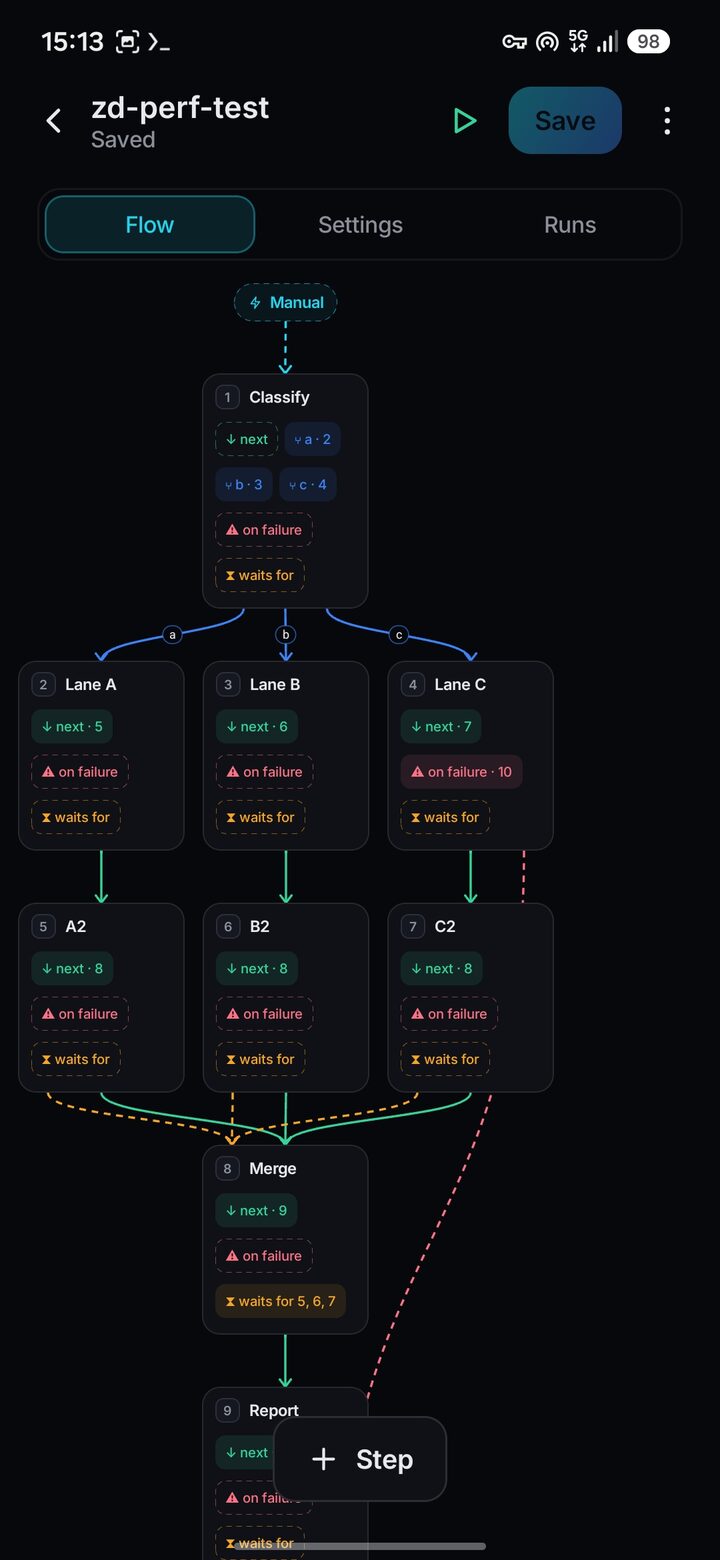 15:13 5G 98
zd-perf-test
Saved
Save
Flow Settings Runs
Manual
1 Classify
next a · 2
b · 3 c · 4
on failure
waits for
a b c
2 Lane A 3 Lane B 4 Lane C
next · 5 next · 6 next · 7
on failure on failure on failure · 10
waits for waits for waits for
5 A2 6 B2 7 C2
next · 8 next · 8 next · 8
on failure on failure on failure
waits for waits for waits for
8 Merge
next · 9
on failure
waits for 5, 6, 7
9 Report
next
Step
on failure
waits for